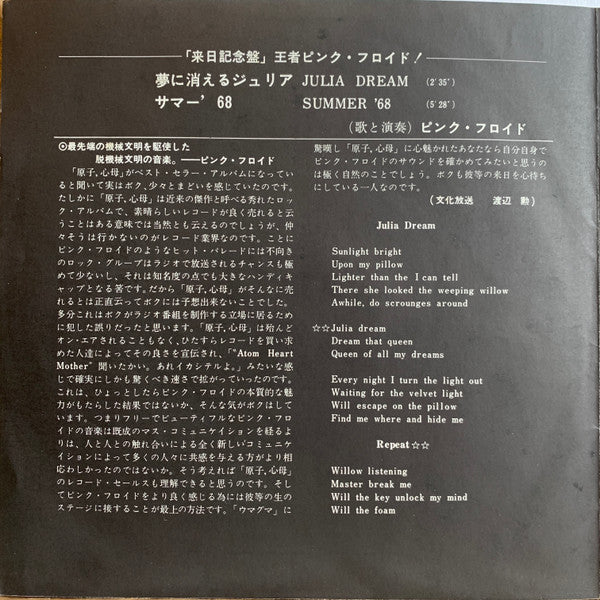 「来日記念盤」王者ピンク・フロイド！
夢に消えるジュリア JULIA DREAM (2'35")
サマー'68 SUMMER '68 (5'28")
(歌と演奏) ピンク・フロイド
◎最先端の機械文明を駆使した
脱機械文明の音楽。——ピンク・フロイド
「原子心母」がベスト・セラー・アルバムになってい
ると聞いて実はボク、少々とまどいを感じていたのです。
たしかに「原子、心母」は近来の傑作と呼べる秀れたロッ
ク・アルバムで、素晴らしいレコードが良く売れると云
うことはある意味では当然とも云えるのでしょうが、仲
々そうは行かないのがレコード業界なのです。ことに
ピンク・フロイドのようなヒット・パレードには不向き
のロック・グループはラジオで放送されるチャンスも極
めて少ないし、それは知名度の点でも大きなハンディキ
ャップとなる筈です。だから「原子、心母」がそんなに売
れるとは正直云ってボクには予想出来ないことでした。
多分これはボクがラジオ番組を制作する立場に居るため
に犯した誤りだったと思います。「原子、心母」は殆んど
オン・エアされることもなく、ひたすらレコードを買い求
めた人達によってその良さを宣伝され、「"Atom Heart
Mother" 聞いたかい。あれイカシテルよ。」みたいな感
じで確実にしかも驚くべき速さで拡がっていったのです。
これは、ひょっとしたらピンク・フロイドの本質的な魅
力がもたらした結果ではないか、そんな気がボクはして
います。つまりフリーでビューティフルなピンク・フロ
イドの音楽は既成のマス・コミュニケイションを経るよ
りは、人と人との触れ合いによる全く新しいコミュニケ
イションによって多くの人々に共感を与える方がより相
応わしかったのではないか。そう考えれば「原子、心母」
のレコード・セールスも理解できると思うのです。そし
てピンク・フロイドをより良く感じる為には彼等の生の
ステージに接することが最上の方法です。「ウマグマ」に
驚嘆し「原子、心母」に心魅かれたあなたなら自分自身で
ピンク・フロイドのサウンドを確かめてみたいと思うの
は極く自然のことでしょう。ボクも彼等の来日を心待ち
にしている一人なのです。
(文化放送 渡辺 勲)
Julia Dream
Sunlight bright
Upon my pillow
Lighter than the I can tell
There she looked the weeping willow
Awhile, do scrounges around
☆☆Julia dream
Dream that queen
Queen of all my dreams
Every night I turn the light out
Waiting for the velvet light
Will escape on the pillow
Find me where and hide me
Repeat☆☆
Willow listening
Master break me
Will the key unlock my mind
Will the foam